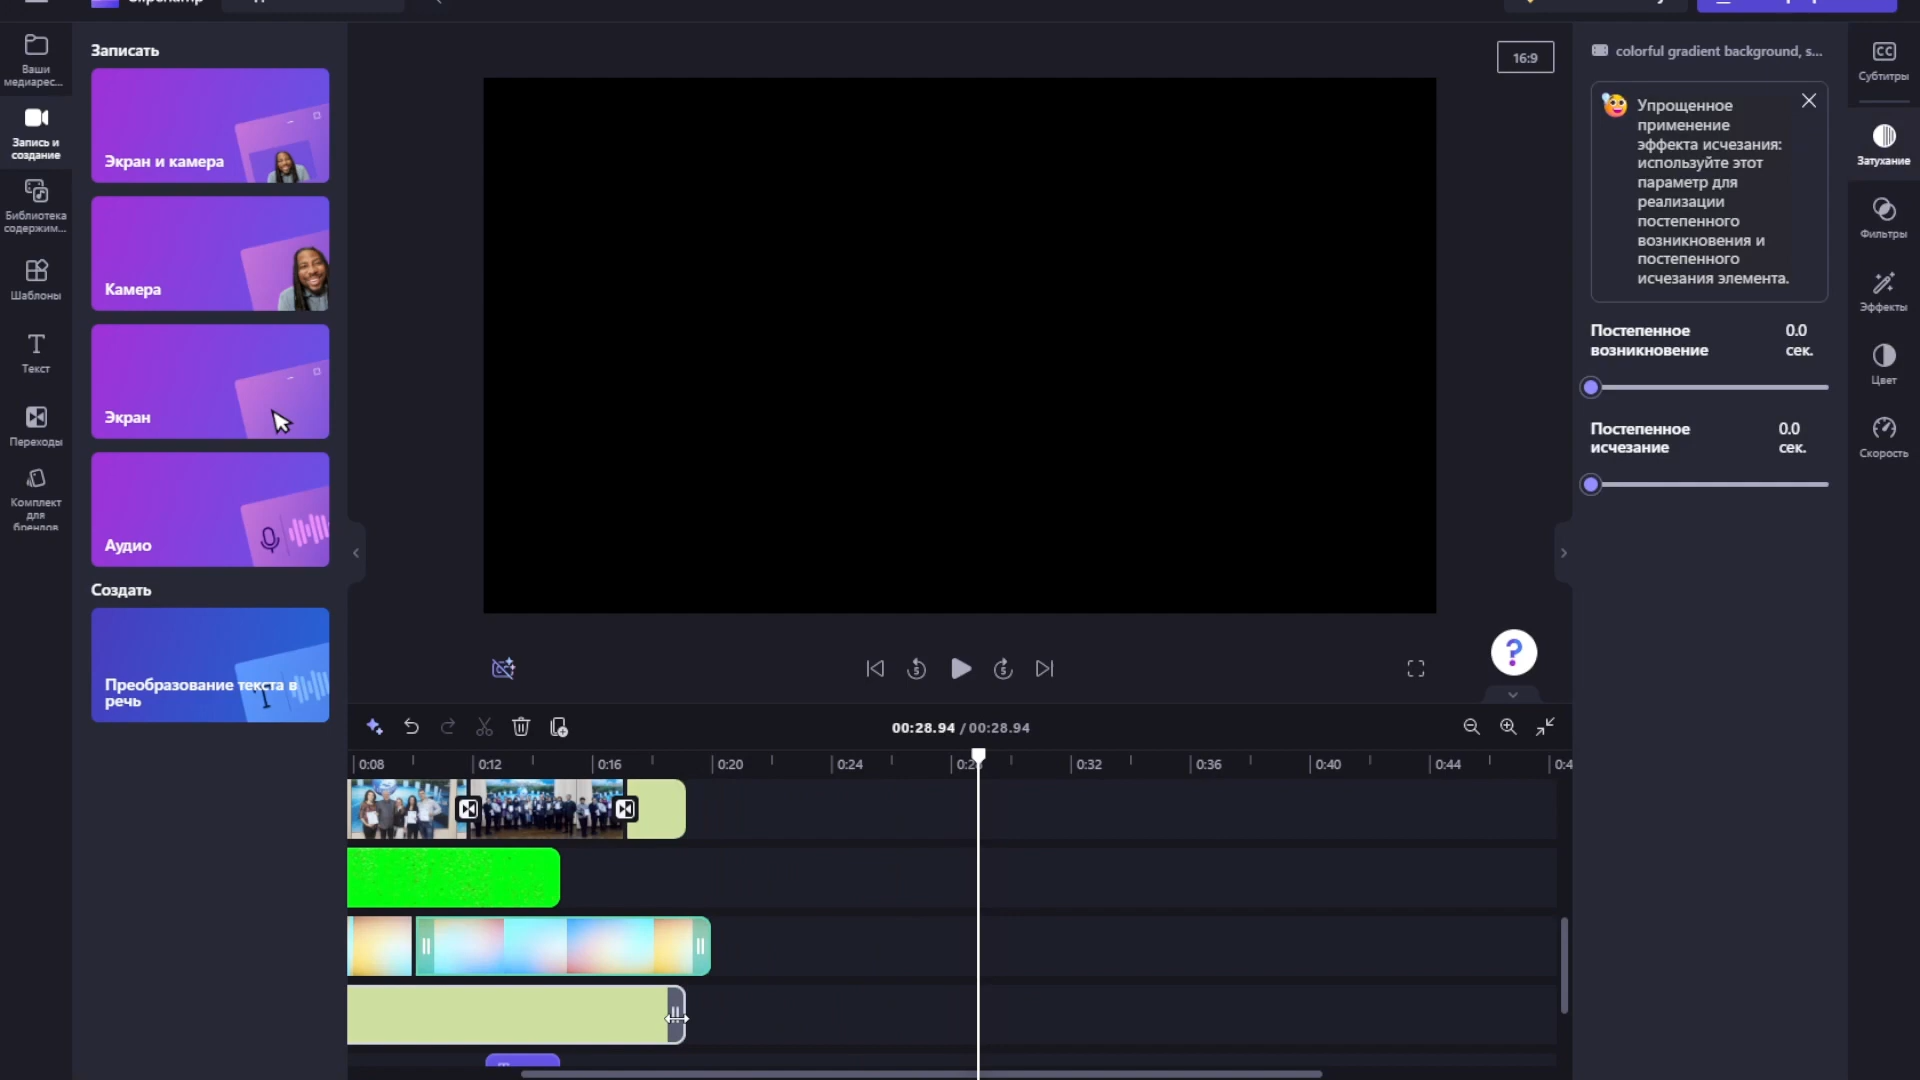 Ваши
медиарес...
Запись и
создание
Библиотека
содержим...
Шаблоны
Текст
Переходы
Комплект
для
брендов
Записать
Экран и камера
Камера
Экран
Аудио
Создать
Преобразование текста в
речь
16:9
colorful gradient background, s...
Упрощенное
применение
эффекта исчезания:
используйте этот
параметр для
реализации
постепенного
возникновения и
постепенного
исчезания элемента.
Постепенное
возникновение
0.0
сек.
Постепенное
исчезание
0.0
сек.
CC
Субтитры
Затухание
Фильтры
Эффекты
Цвет
Скорость
5
5
?
00:28.94 / 00:28.94
0:08 0:12 0:16 0:20 0:24 0:28 0:32 0:36 0:40 0:44